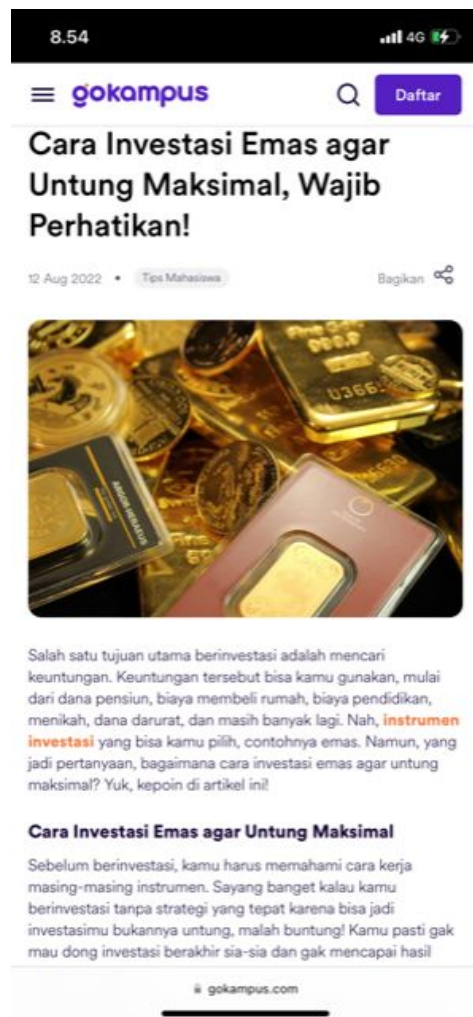 8.54
4G
gokampus
Daftar
Cara Investasi Emas agar
Untung Maksimal, Wajib
Perhatikan!
12 Aug 2022 • Tips Mahasiswa
Bagikan
Fine Gold
999.9
ARGOR-HERAEUS
Salah satu tujuan utama berinvestasi adalah mencari
keuntungan. Keuntungan tersebut bisa kamu gunakan, mulai
dari dana pensiun, biaya membeli rumah, biaya pendidikan,
menikah, dana darurat, dan masih banyak lagi. Nah, instrumen
investasi yang bisa kamu pilih, contohnya emas. Namun, yang
jadi pertanyaan, bagaimana cara investasi emas agar untung
maksimal? Yuk, kepoin di artikel ini!
Cara Investasi Emas agar Untung Maksimal
Sebelum berinvestasi, kamu harus memahami cara kerja
masing-masing instrumen. Sayang banget kalau kamu
berinvestasi tanpa strategi yang tepat karena bisa jadi
investasimu bukannya untung, malah buntung! Kamu pasti gak
mau dong investasi berakhir sia-sia dan gak mencapai hasil
gokampus.com